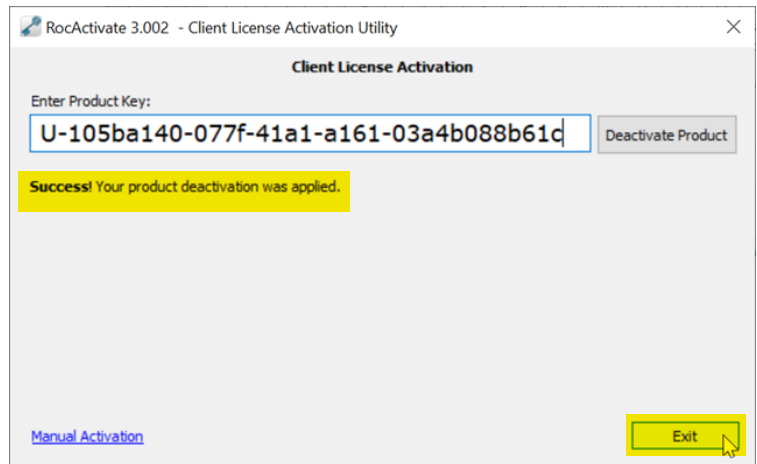 RocActivate 3.002 - Client License Activation Utility
Client License Activation
Enter Product Key:
U-105ba140-077f-41a1-a161-03a4b088b61c
Deactivate Product
Success! Your product deactivation was applied.
Manual Activation
Exit